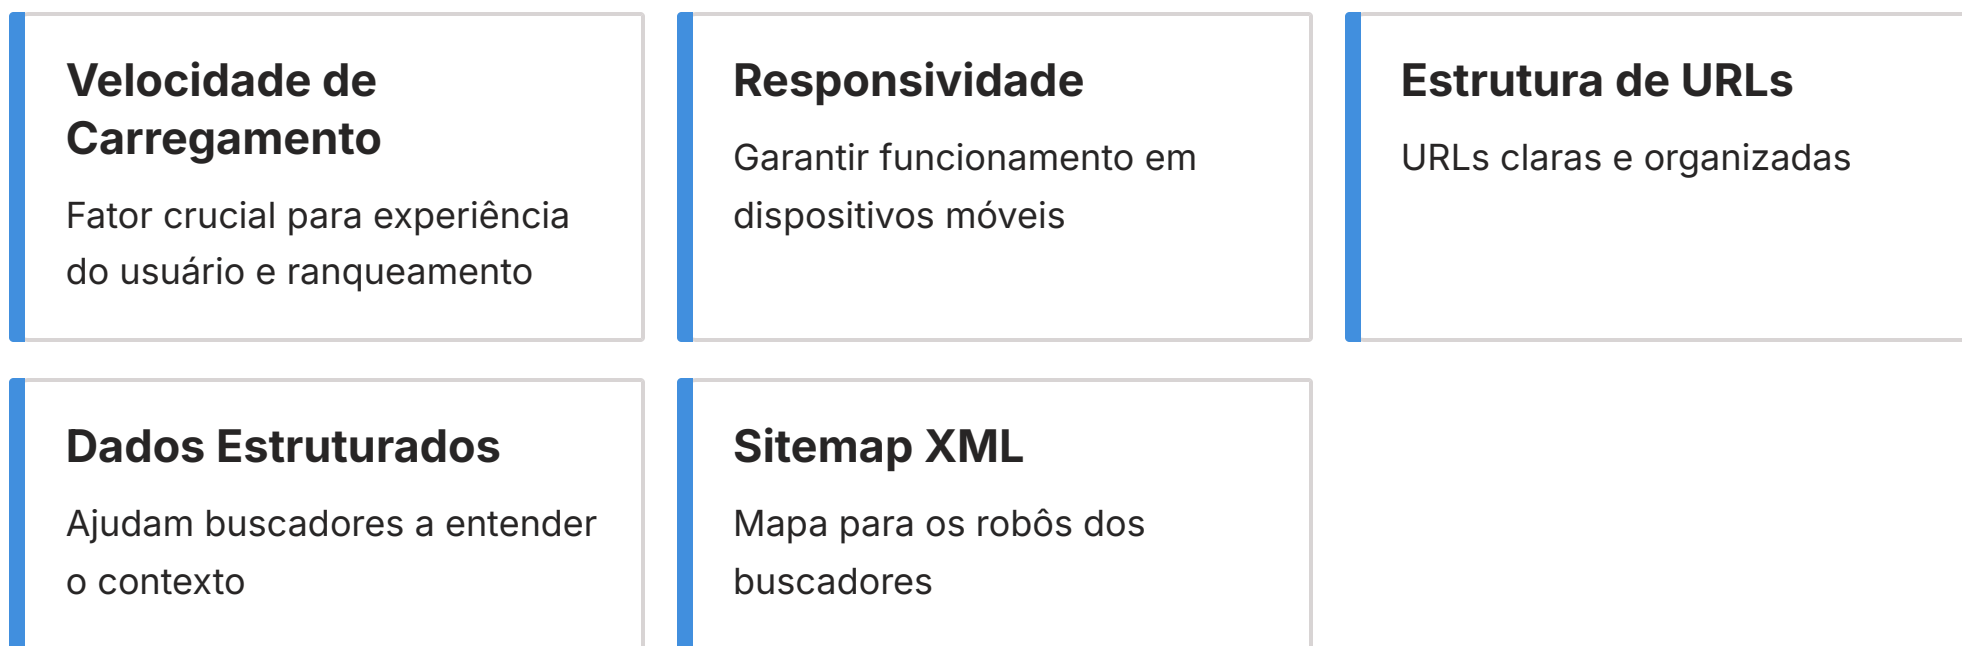 Velocidade de
Carregamento
Fator crucial para experiência
do usuário e ranqueamento
Responsividade
Garantir funcionamento em
dispositivos móveis
Estrutura de URLs
URLs claras e organizadas
Dados Estruturados
Ajudam buscadores a entender
o contexto
Sitemap XML
Mapa para os robôs dos
buscadores